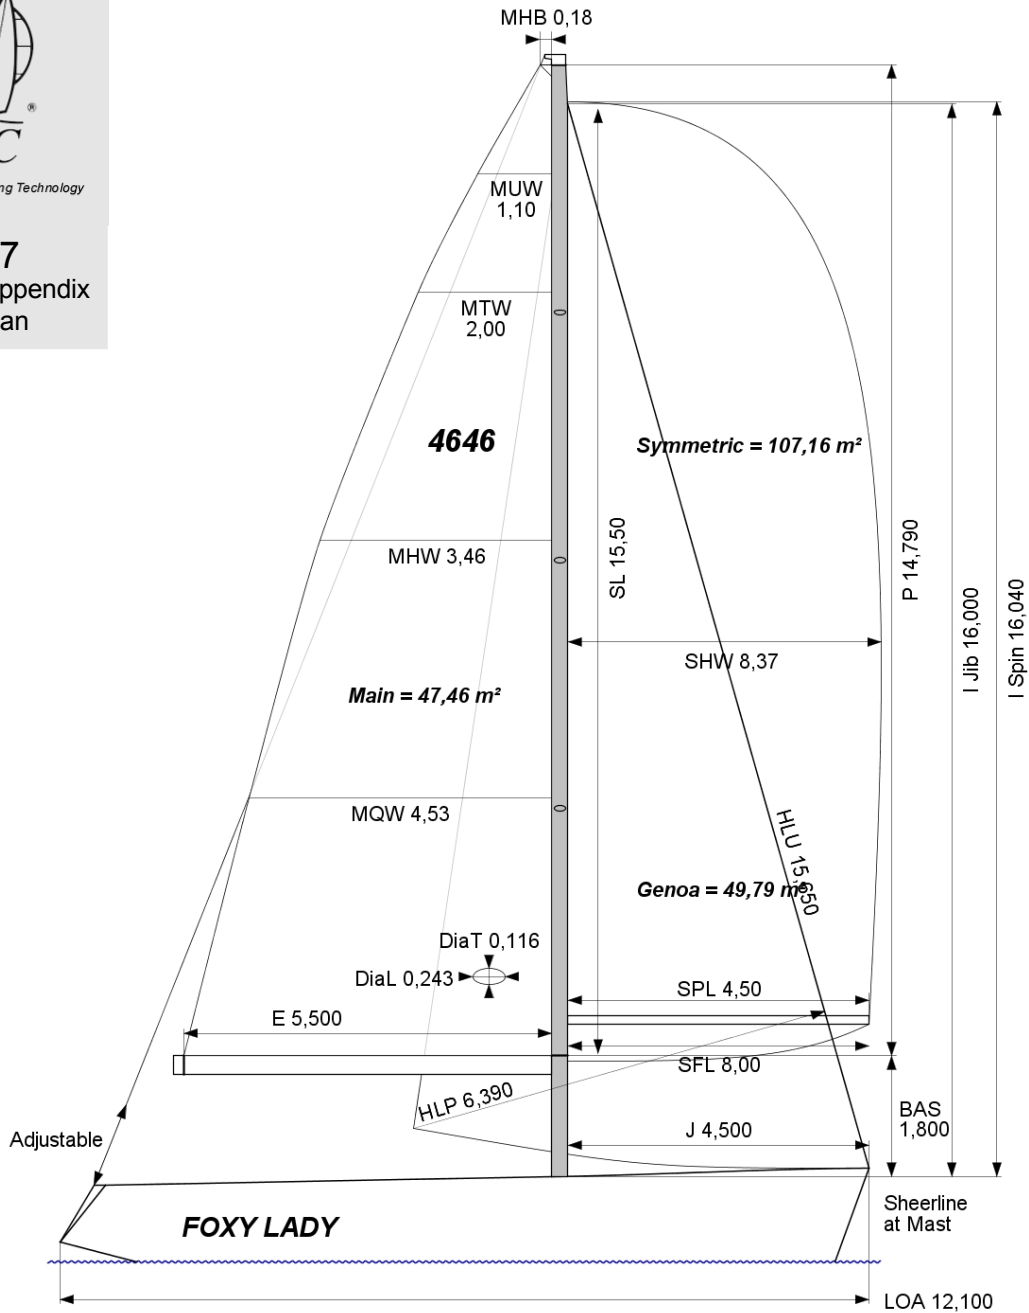 MHB 0,18
®
C
ng Technology
7
ppendix
an
MUW
1,10
MTW
2,00
4646
Symmetric = 107,16 m²
SL 15,50
P 14,790
I Jib 16,000
I Spin 16,040
MHW 3,46
SHW 8,37
Main = 47,46 m²
MQW 4,53
HLU 15,650
Genoa = 49,79 m²
DiaT 0,116
DiaL 0,243
SPL 4,50
E 5,500
SFL 8,00
HLP 6,390
BAS
1,800
J 4,500
Adjustable
Sheerline
at Mast
FOXY LADY
LOA 12,100